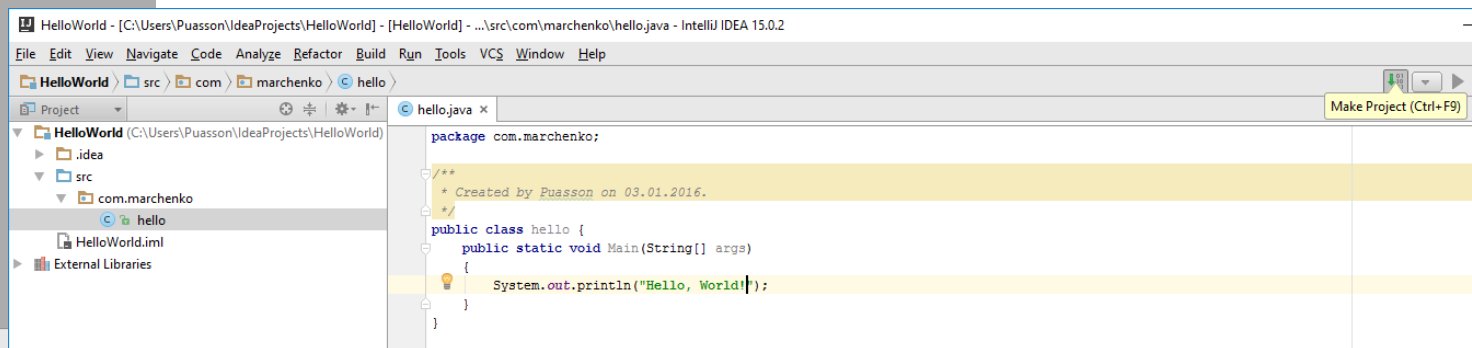 HelloWorld - [C:\Users\Puasson\IdeaProjects\HelloWorld] - [HelloWorld] - ...\src\com\marchenko\hello.java - IntelliJ IDEA 15.0.2
File Edit View Navigate Code Analyze Refactor Build Run Tools VCS Window Help
HelloWorld src com marchenko hello
Project
hello.java
Make Project (Ctrl+F9)
HelloWorld (C:\Users\Puasson\IdeaProjects\HelloWorld)
.idea
src
com.marchenko
hello
HelloWorld.iml
External Libraries
package com.marchenko;
/**
* Created by Puasson on 03.01.2016.
*/
public class hello {
public static void Main(String[] args)
{
System.out.println("Hello, World!");
}
}